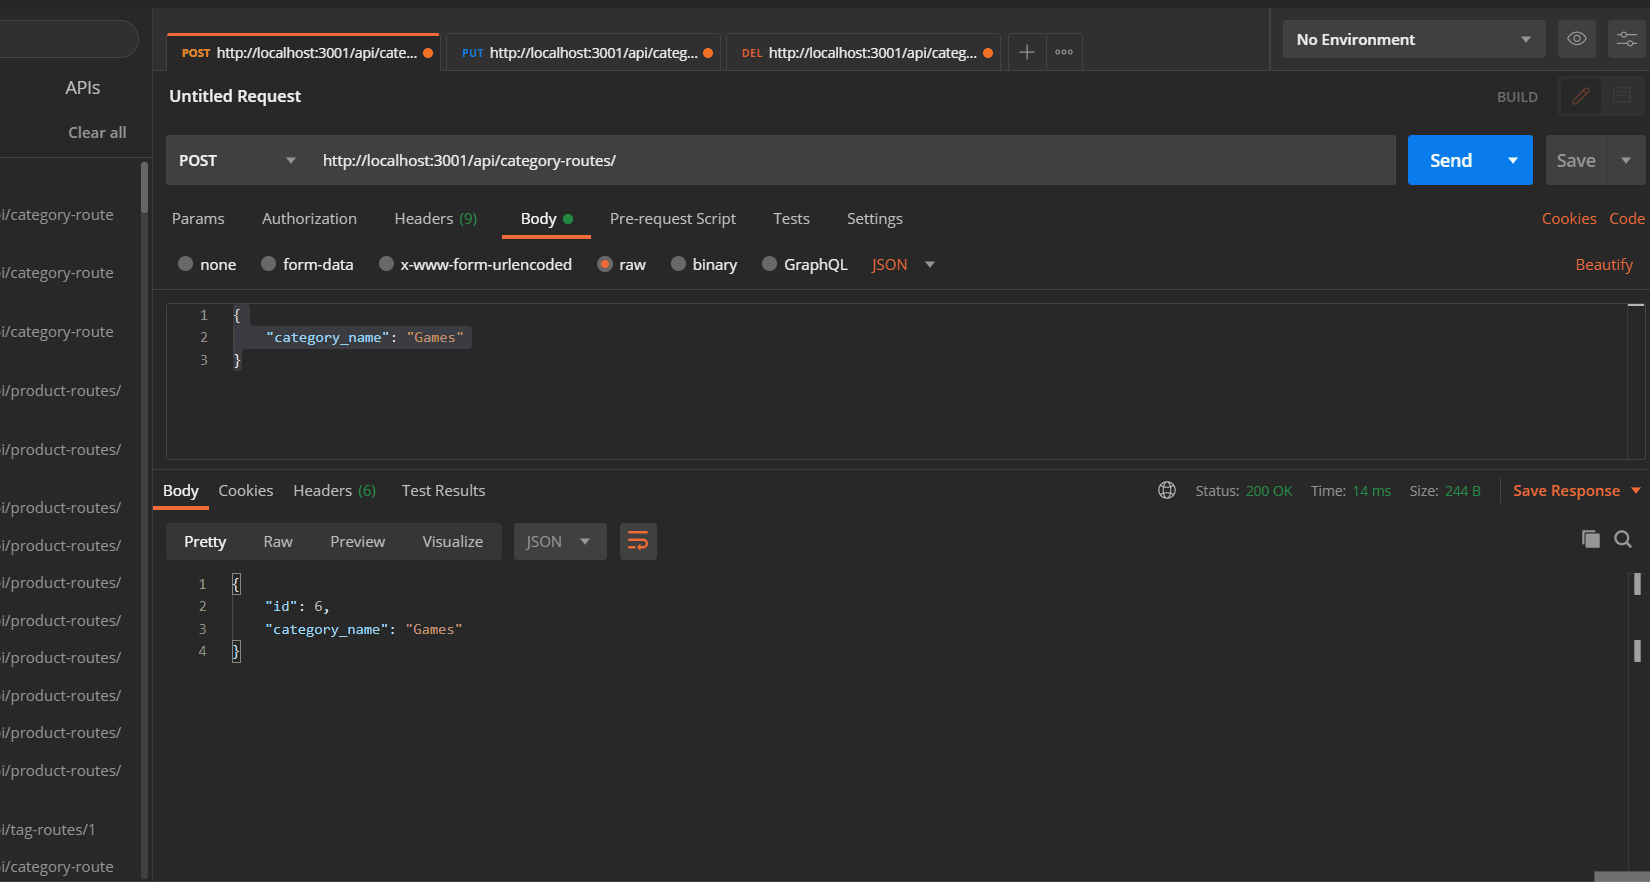 APIs
Clear all
i/category-route
i/category-route
i/category-route
i/product-routes/
i/product-routes/
i/product-routes/
i/product-routes/
i/product-routes/
i/product-routes/
i/product-routes/
i/product-routes/
i/product-routes/
i/product-routes/
i/tag-routes/1
i/category-route
POST http://localhost:3001/api/cate...
PUT http://localhost:3001/api/categ...
DEL http://localhost:3001/api/categ...
No Environment
Untitled Request
BUILD
POST
http://localhost:3001/api/category-routes/
Send
Save
Params Authorization Headers (9) Body Pre-request Script Tests Settings
Cookies Code
none form-data x-www-form-urlencoded raw binary GraphQL JSON
Beautify
1 {
2 "category_name": "Games"
3 }
Body Cookies Headers (6) Test Results
Status: 200 OK Time: 14 ms Size: 244 B
Save Response
Pretty Raw Preview Visualize JSON
1 {
2 "id": 6,
3 "category_name": "Games"
4 }